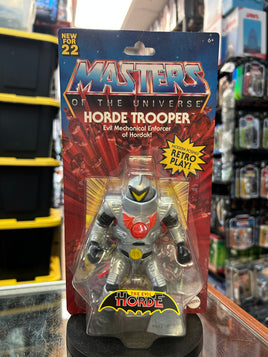 NEW FOR
22
6+
MASTERS
OF THE UNIVERSE
HORDE TROOPER
Evil Mechanical Enforcer
of Hordak!
RETRO
PLAY!
THE EVIL
HORDE